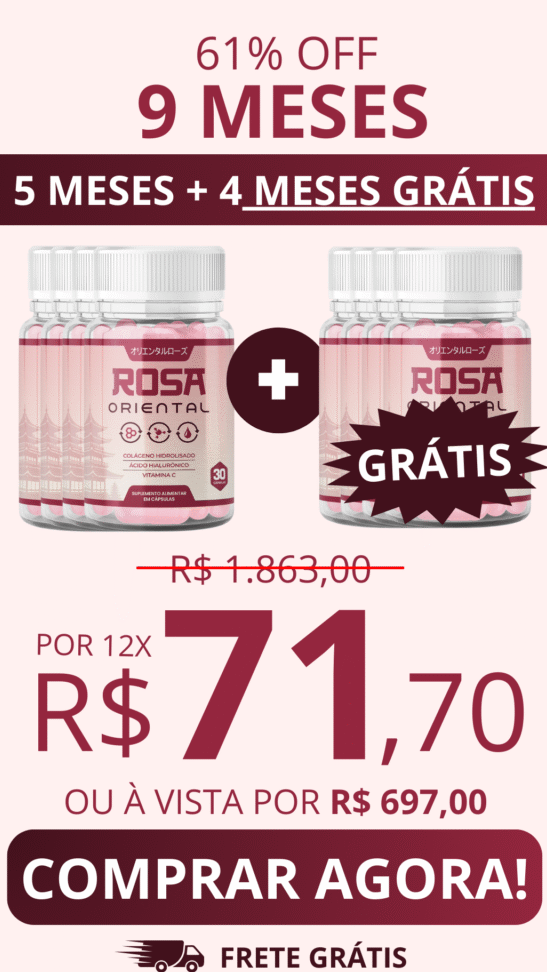 61% OFF
9 MESES
5 MESES + 4 MESES GRÁTIS
オリエンタルローズ
ROSA
ORIENTAL
COLÁGENO HIDROLISADO
ÁCIDO HIALURÔNICO
VITAMINA C
30
SUPLEMENTO ALIMENTAR
EM CÁPSULAS
+
オリエンタルローズ
ROSA
ORIENTAL
GRÁTIS
R$ 1.863,00
POR 12X
R$ 71,70
OU À VISTA POR R$ 697,00
COMPRAR AGORA!
FRETE GRÁTIS